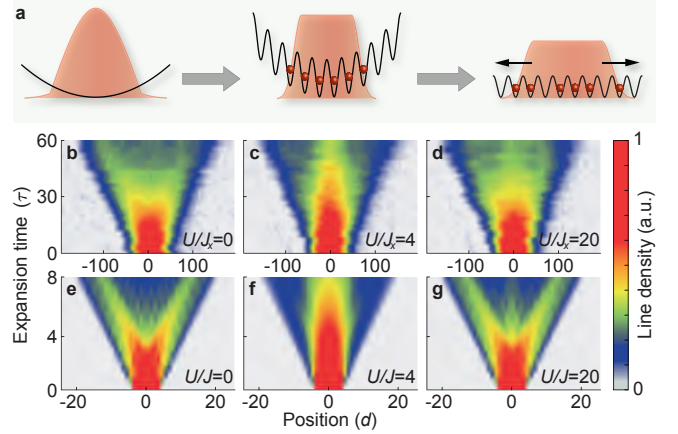 a
b
c
d
60
30
0
U/Jₓ=0
U/Jₓ=4
U/Jₓ=20
-100 0 100
-100 0 100
-100 0 100
e
f
g
8
4
0
U/J=0
U/J=4
U/J=20
-20 0 20
-20 0 20
-20 0 20
Expansion time (τ)
Position (d)
1
0
Line density (a.u.)